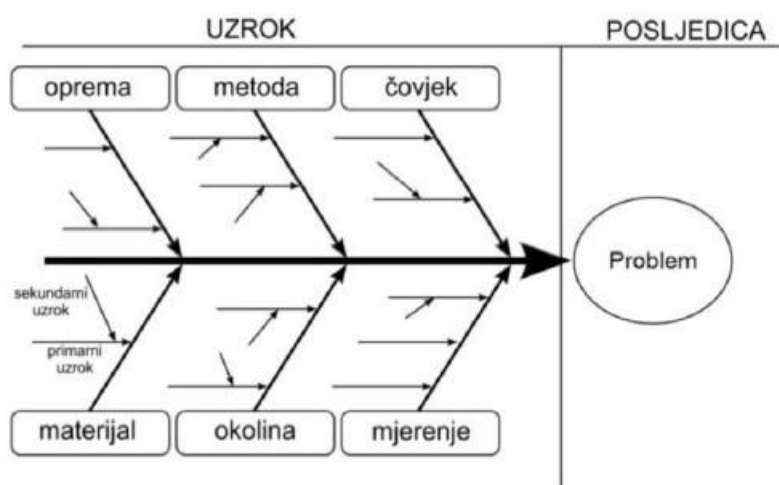 UZROK
POSLJEDICA
oprema
metoda
čovjek
Problem
sekundarni
uzrok
primarni
uzrok
materijal
okolina
mjerenje